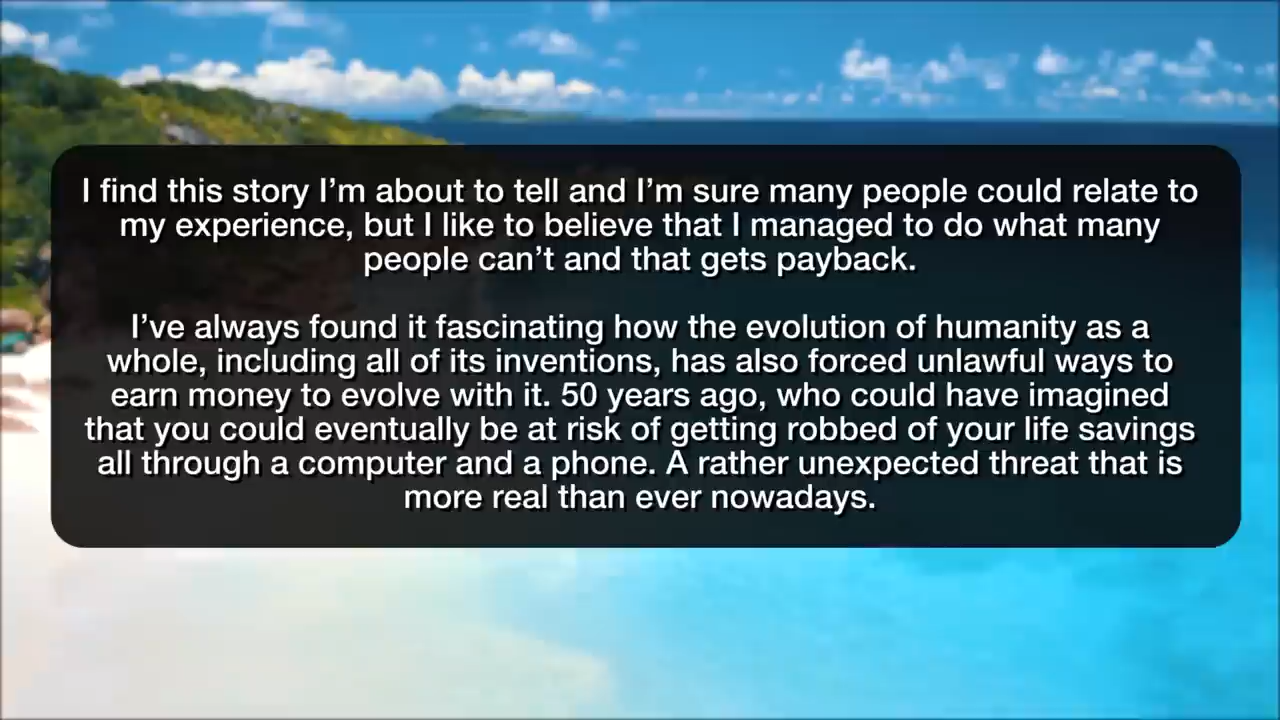 I find this story I’m about to tell and I’m sure many people could relate to
my experience, but I like to believe that I managed to do what many
people can’t and that gets payback.
I’ve always found it fascinating how the evolution of humanity as a
whole, including all of its inventions, has also forced unlawful ways to
earn money to evolve with it. 50 years ago, who could have imagined
that you could eventually be at risk of getting robbed of your life savings
all through a computer and a phone. A rather unexpected threat that is
more real than ever nowadays.